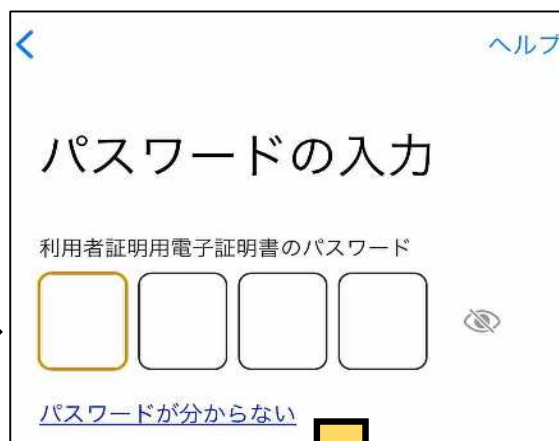 ヘルプ
パスワードの入力
利用者証明用電子証明書のパスワード
パスワードが分からない